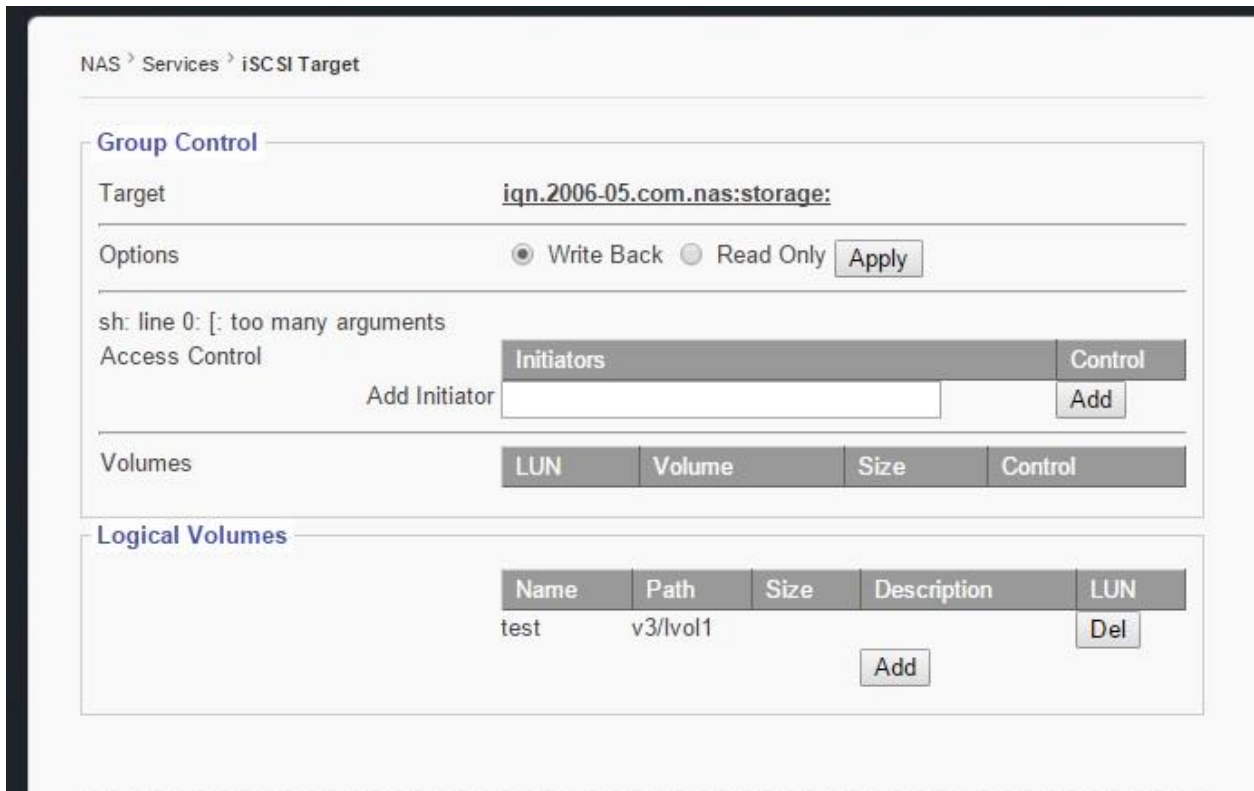 NAS > Services > iSCSI Target
Group Control
Target iqn.2006-05.com.nas:storage:
Options Write Back Read Only Apply
sh: line 0: [: too many arguments
Access Control Initiators Control
Add Initiator Add
Volumes LUN Volume Size Control
Logical Volumes
Name Path Size Description LUN
test v3/lvol1 Del
Add